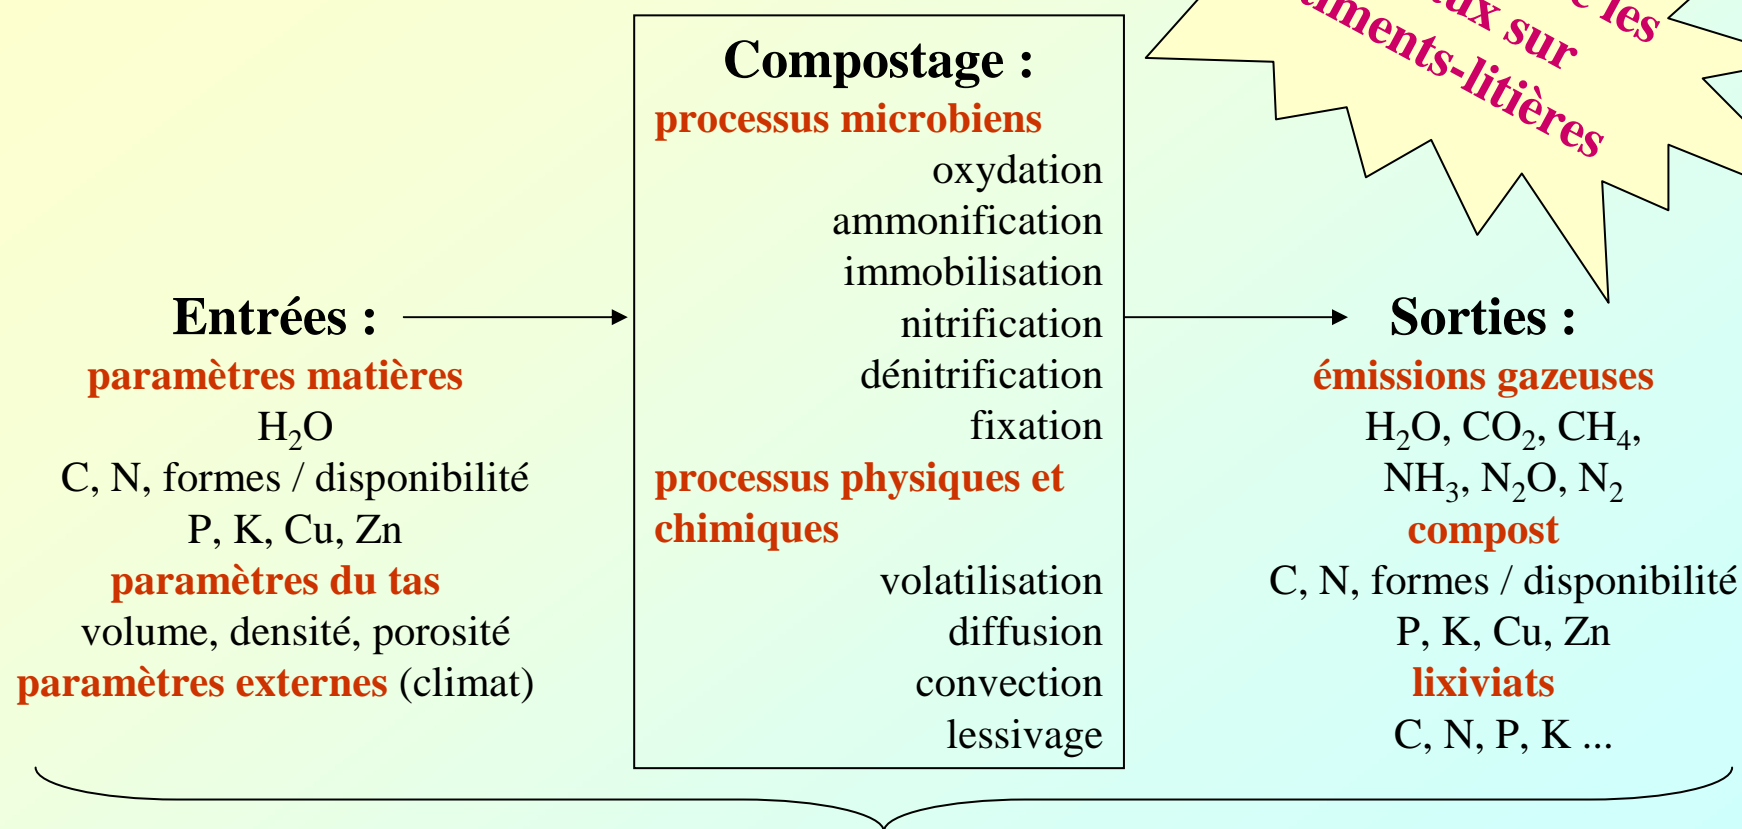 les
sur
litières
Compostage :
processus microbiens
oxydation
ammonification
immobilisation
nitrification
dénitrification
fixation
processus physiques et
chimiques
volatilisation
diffusion
convection
lessivage
Entrées :
paramètres matières
H₂O
C, N, formes / disponibilité
P, K, Cu, Zn
paramètres du tas
volume, densité, porosité
paramètres externes (climat)
Sorties :
émissions gazeuses
H₂O, CO₂, CH₄,
NH₃, N₂O, N₂
compost
C, N, formes / disponibilité
P, K, Cu, Zn
lixiviats
C, N, P, K ...